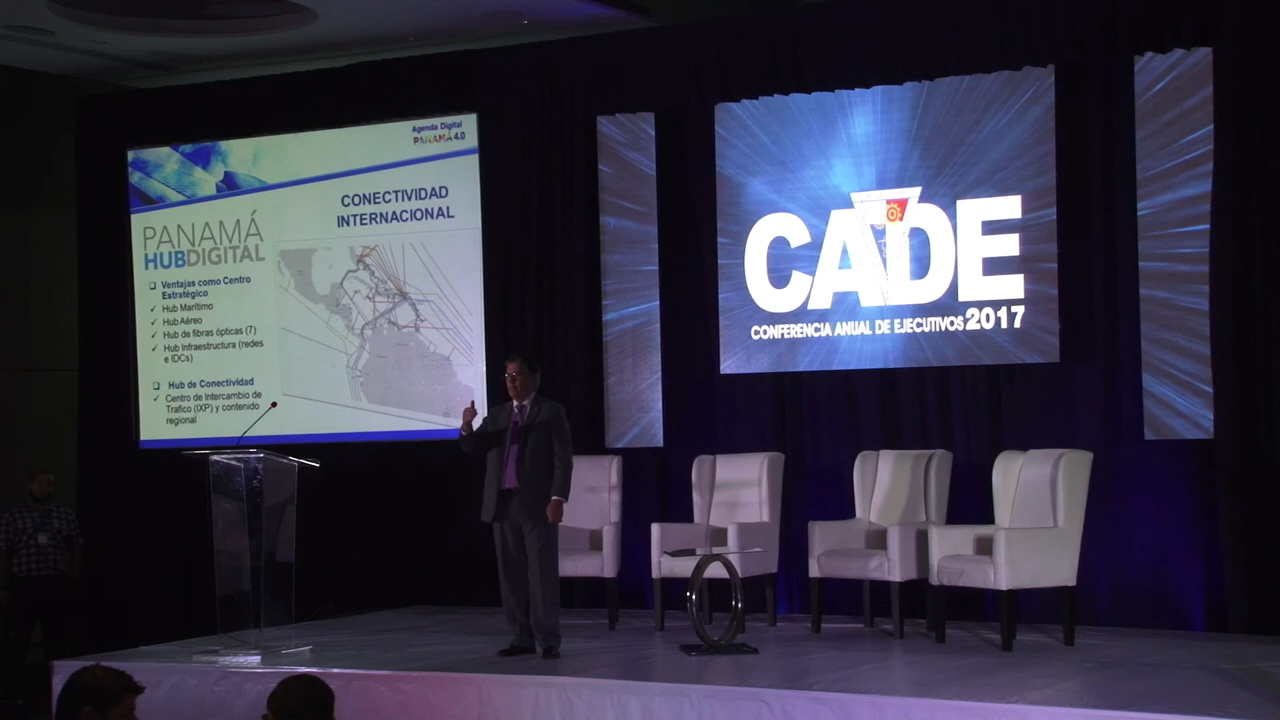 Agenda Digital
PANAMÁ 4.0
CONECTIVIDAD
INTERNACIONAL
PANAMÁ
HUBDIGITAL
Ventajas como Centro
Estratégico
Hub Marítimo
Hub Aéreo
Hub de fibras ópticas (7)
Hub Infraestructura (redes
e IDCs)
Hub de Conectividad
Centro de Intercambio de
Trafico (IXP) y contenido
regional
CADE
CONFERENCIA ANUAL DE EJECUTIVOS 2017